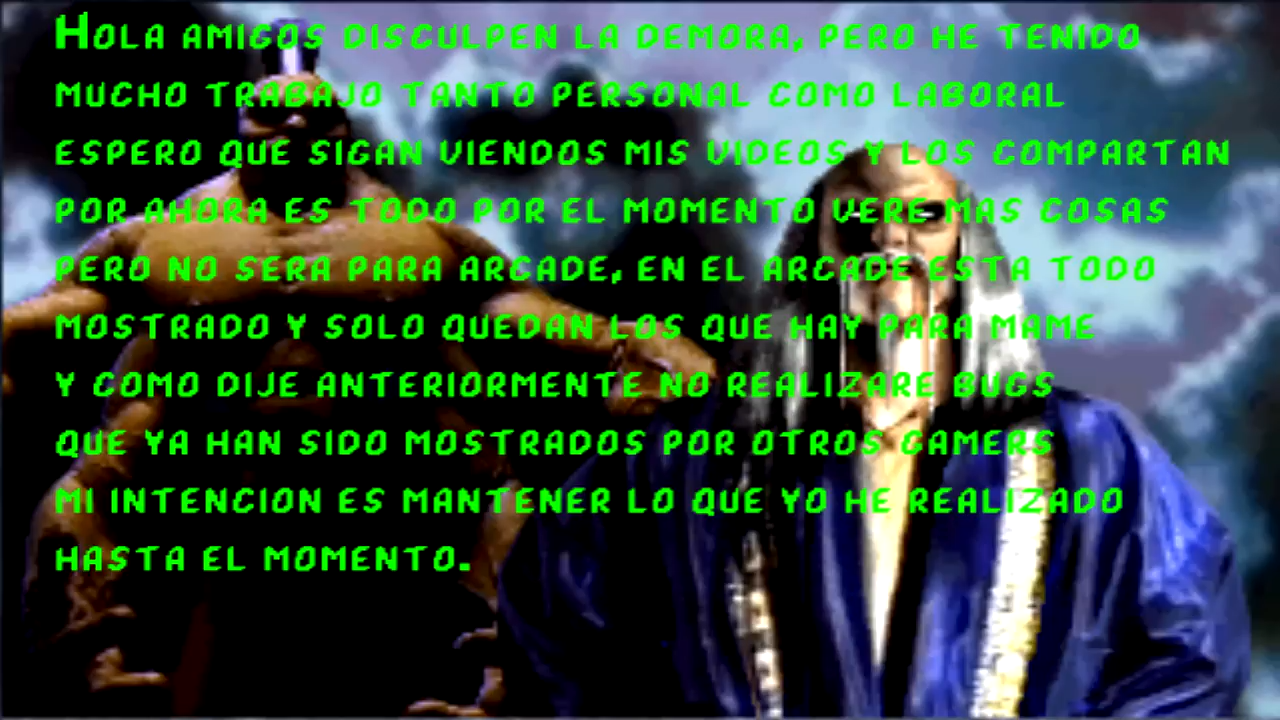 HOLA AMIGOS DISCULPEN LA DEMORA, PERO HE TENIDO
MUCHO TRABAJO TANTO PERSONAL COMO LABORAL
ESPERO QUE SIGAN VIENDOS MIS VIDEOS Y LOS COMPARTAN
POR AHORA ES TODO POR EL MOMENTO VERE MAS COSAS
PERO NO SERA PARA ARCADE, EN EL ARCADE ESTA TODO
MOSTRADO Y SOLO QUEDAN LOS QUE HAY PARA MAME
Y COMO DIJE ANTERIORMENTE NO REALIZARE BUGS
QUE YA HAN SIDO MOSTRADOS POR OTROS GAMERS
MI INTENCION ES MANTENER LO QUE YO HE REALIZADO
HASTA EL MOMENTO.